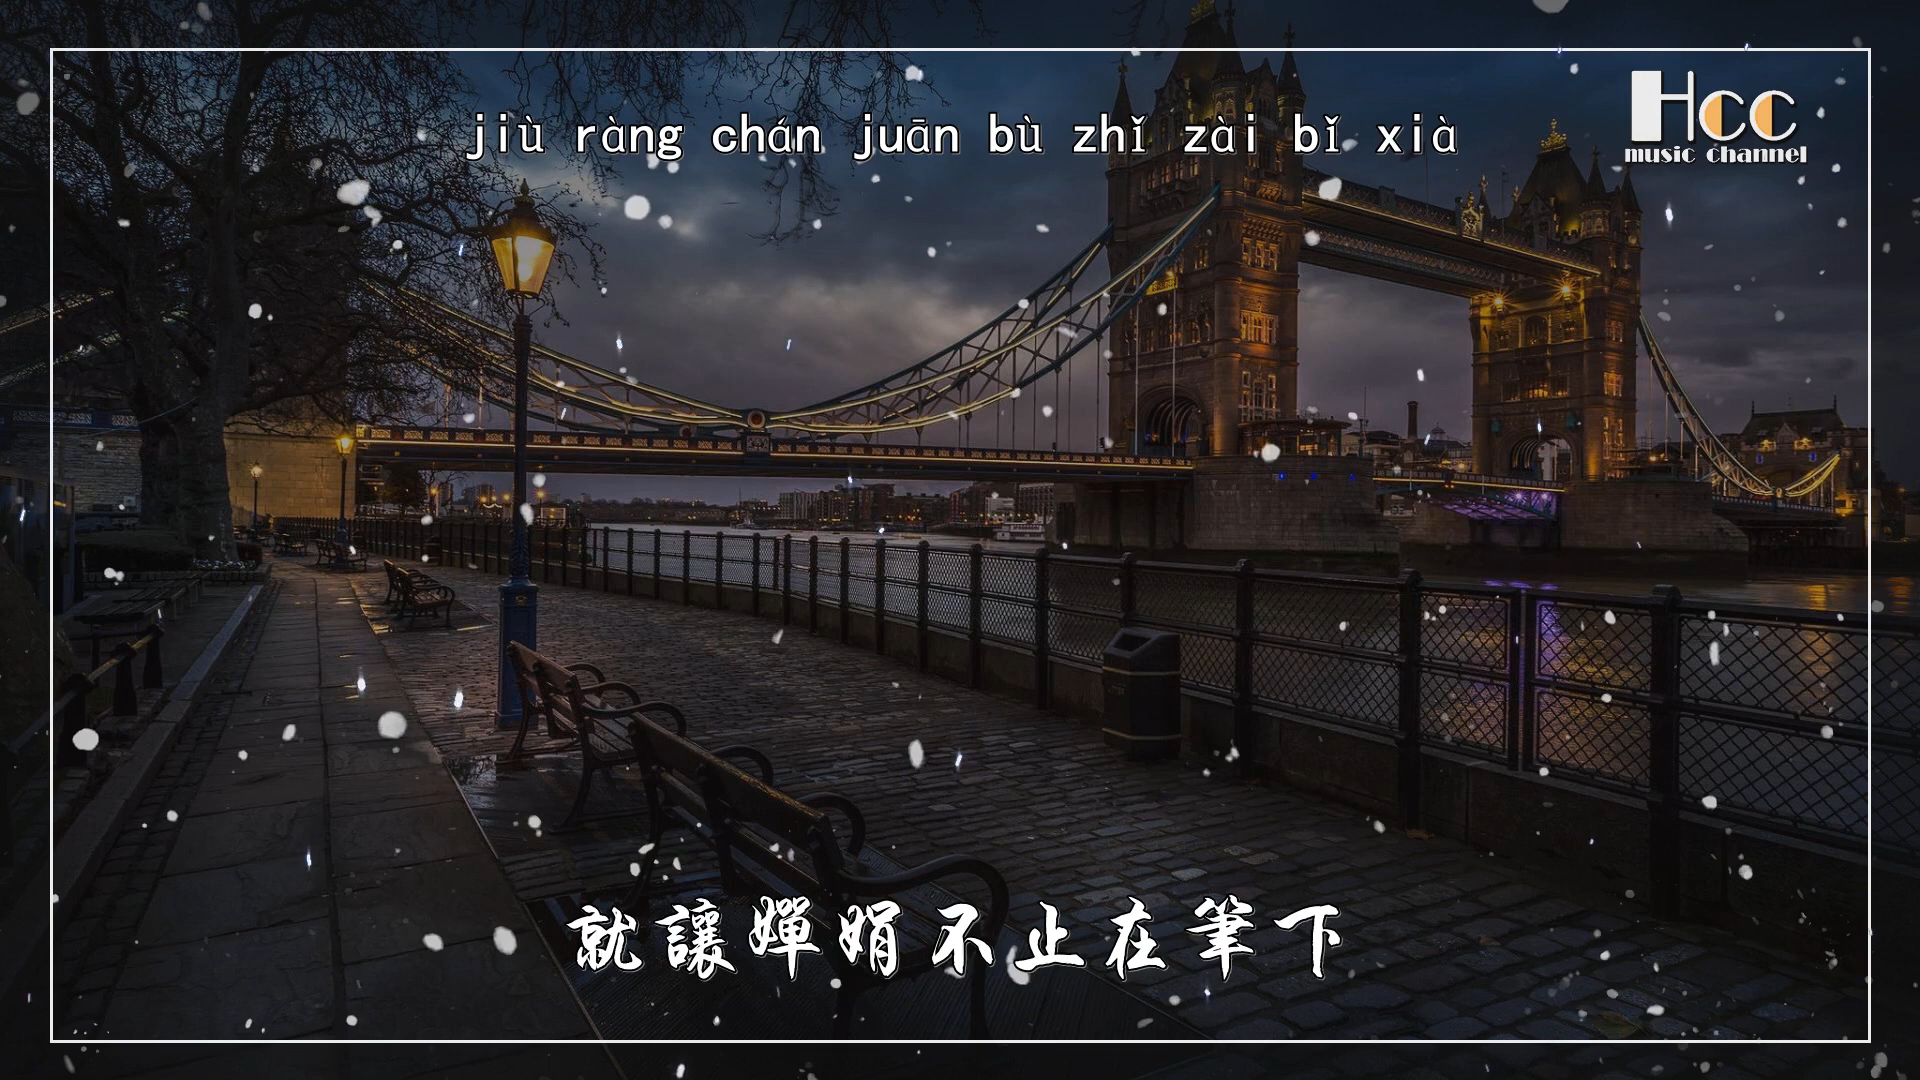 jiù ràng chán juān bù zhǐ zài bǐ xià
Hcc
music channel
就讓嬋娟不止在筆下